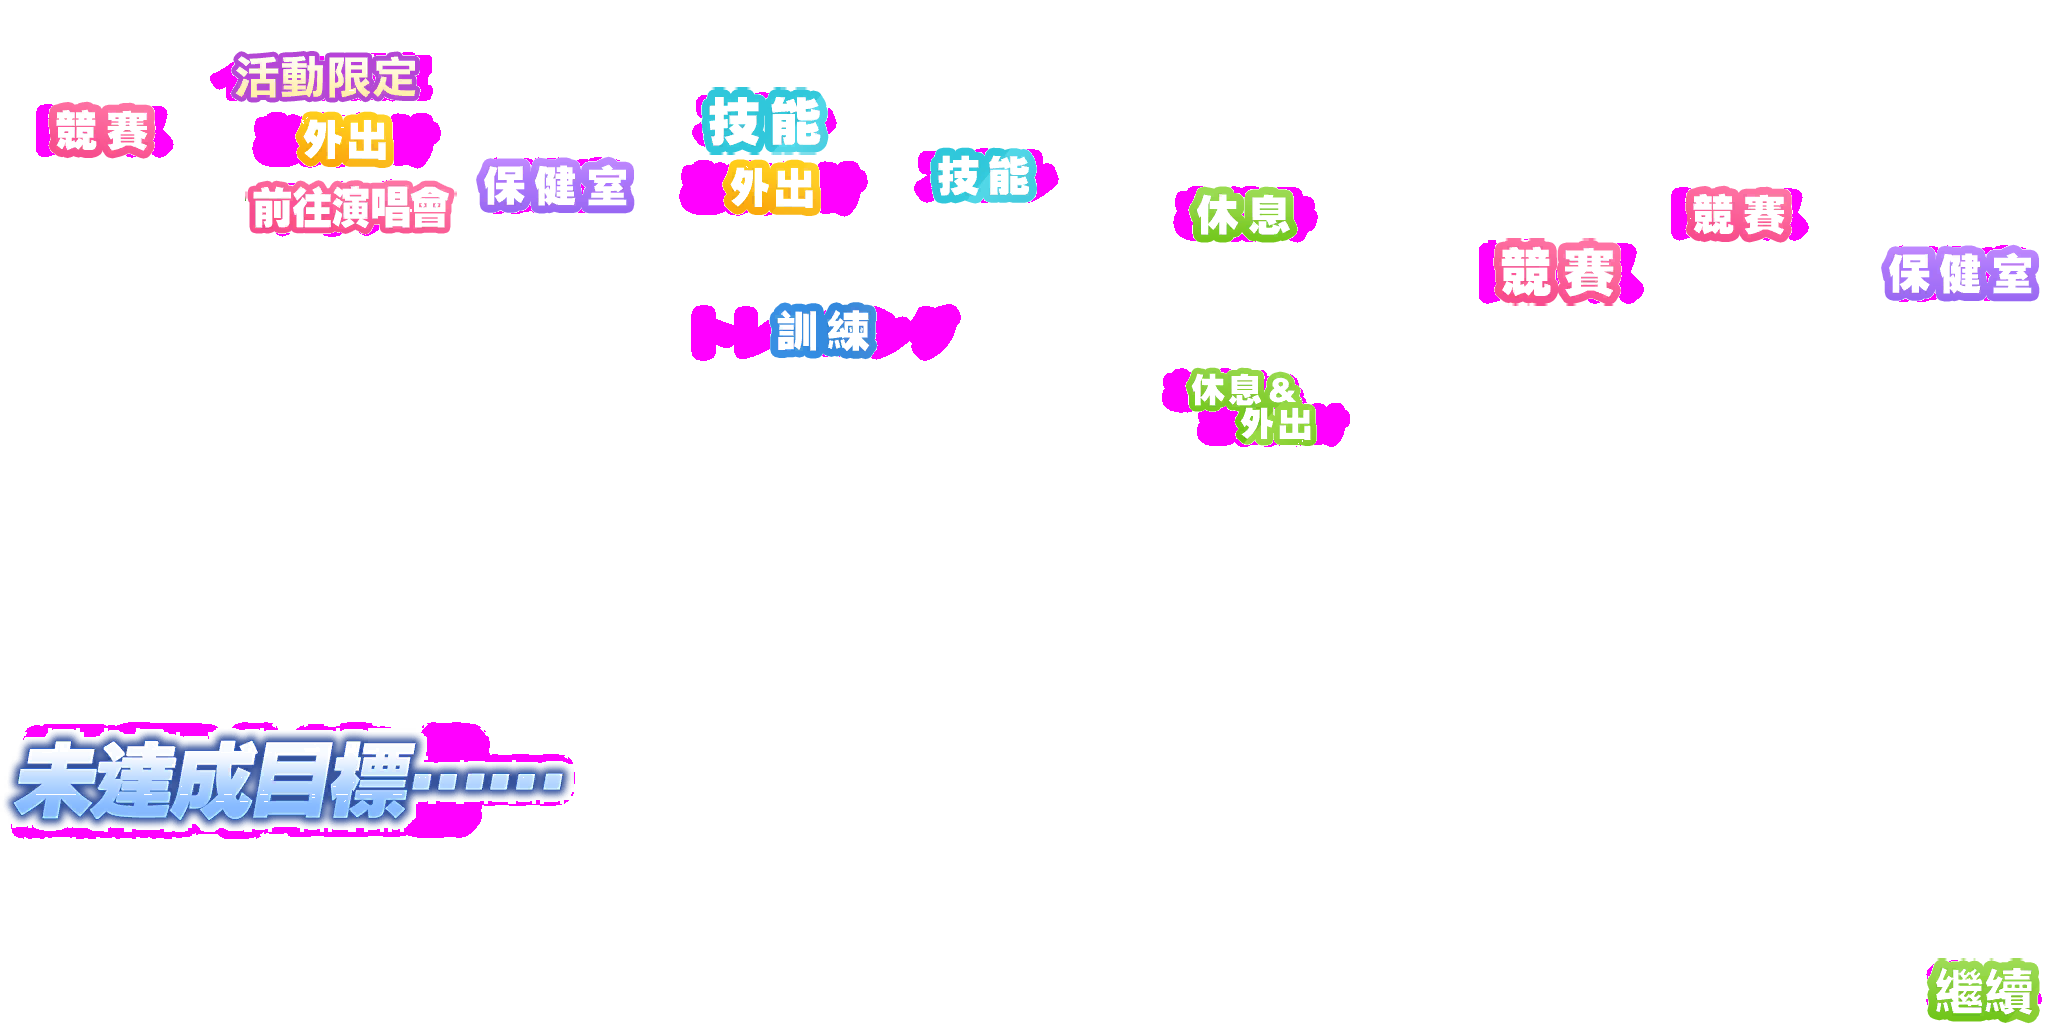 活動限定
競賽
外出
前往演唱會
保健室
技能
外出
技能
訓練
休息
休息&
外出
競賽
競賽
保健室
未達成目標……
繼續